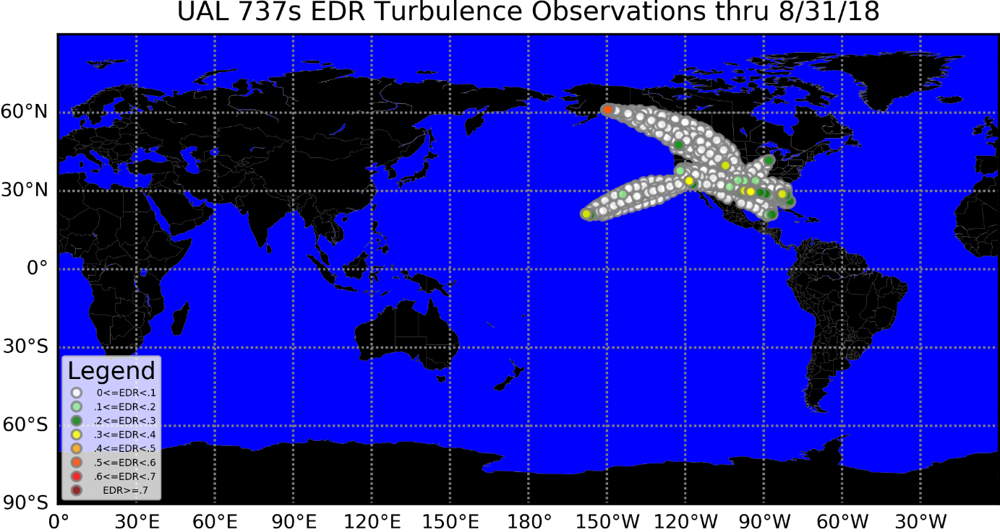 UAL 737s EDR Turbulence Observations thru 8/31/18
60°N
30°N
0°
30°S
60°S
90°S
Legend
0<=EDR<.1
.1<=EDR<.2
.2<=EDR<.3
.3<=EDR<.4
.4<=EDR<.5
.5<=EDR<.6
.6<=EDR<.7
EDR>=.7
0° 30°E 60°E 90°E 120°E 150°E 180° 150°W 120°W 90°W 60°W 30°W